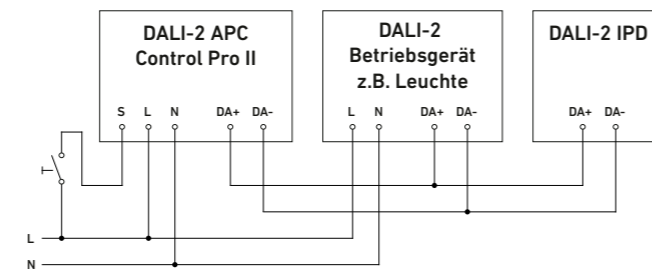 DALI-2 APC
Control Pro II
S L N DA+ DA-
DALI-2
Betriebsgerät
z.B. Leuchte
L N DA+ DA-
DALI-2 IPD
DA+ DA-
L
N